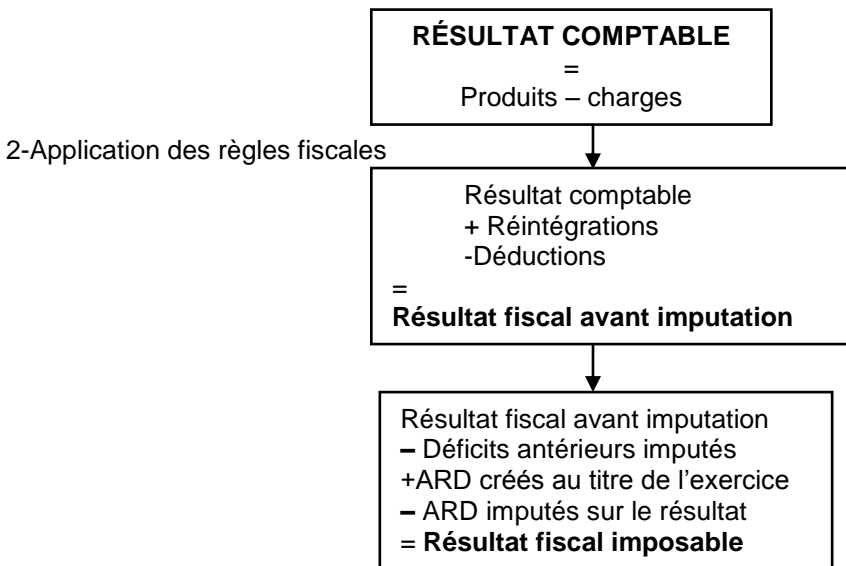 RÉSULTAT COMPTABLE
=
Produits – charges
2-Application des règles fiscales
Résultat comptable
+ Réintégrations
-Déductions
=
Résultat fiscal avant imputation
Résultat fiscal avant imputation
– Déficits antérieurs imputés
+ARD créés au titre de l’exercice
– ARD imputés sur le résultat
= Résultat fiscal imposable